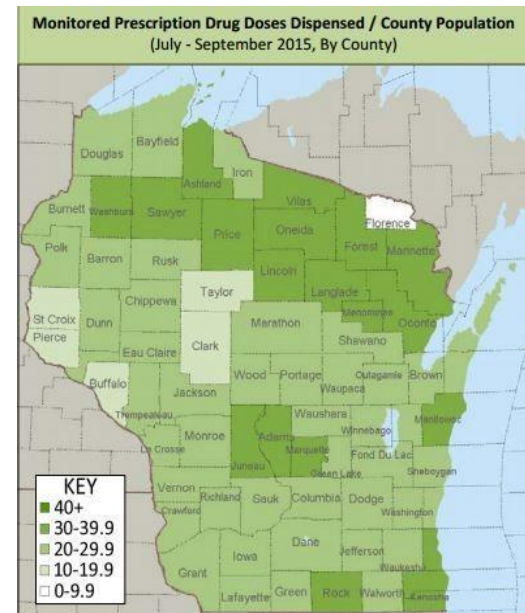 Monitored Prescription Drug Doses Dispensed / County Population
(July - September 2015, By County)
Douglas
Bayfield
Ashland
Iron
Vilas
Florence
Burnett
Washburn
Sawyer
Price
Oneida
Forest
Marinette
Polk
Barron
Rusk
Lincoln
Langlade
Taylor
Menominee
Oconto
St Croix
Dunn
Chippewa
Marathon
Pierce
Clark
Shawano
Eau Claire
Buffalo
Wood
Portage
Waupaca
Outagamie
Brown
Trempealeau
Jackson
Waushara
Winnebago
Manitowoc
La Crosse
Monroe
Juneau
Adams
Marquette
Green Lake
Fond Du Lac
Sheboygan
Vernon
Crawford
Richland
Sauk
Columbia
Dodge
Washington
Grant
Iowa
Dane
Jefferson
Waukesha
Lafayette
Green
Rock
Walworth
Kenosha
KEY
40+
30-39.9
20-29.9
10-19.9
0-9.9